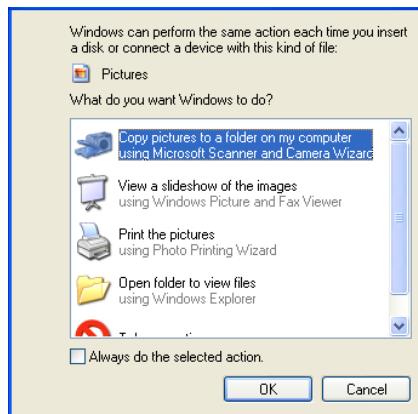 Windows can perform the same action each time you insert
a disk or connect a device with this kind of file:
Pictures
What do you want Windows to do?
Copy pictures to a folder on my computer
using Microsoft Scanner and Camera Wizard
View a slideshow of the images
using Windows Picture and Fax Viewer
Print the pictures
using Photo Printing Wizard
Open folder to view files
using Windows Explorer
Always do the selected action.
OK
Cancel